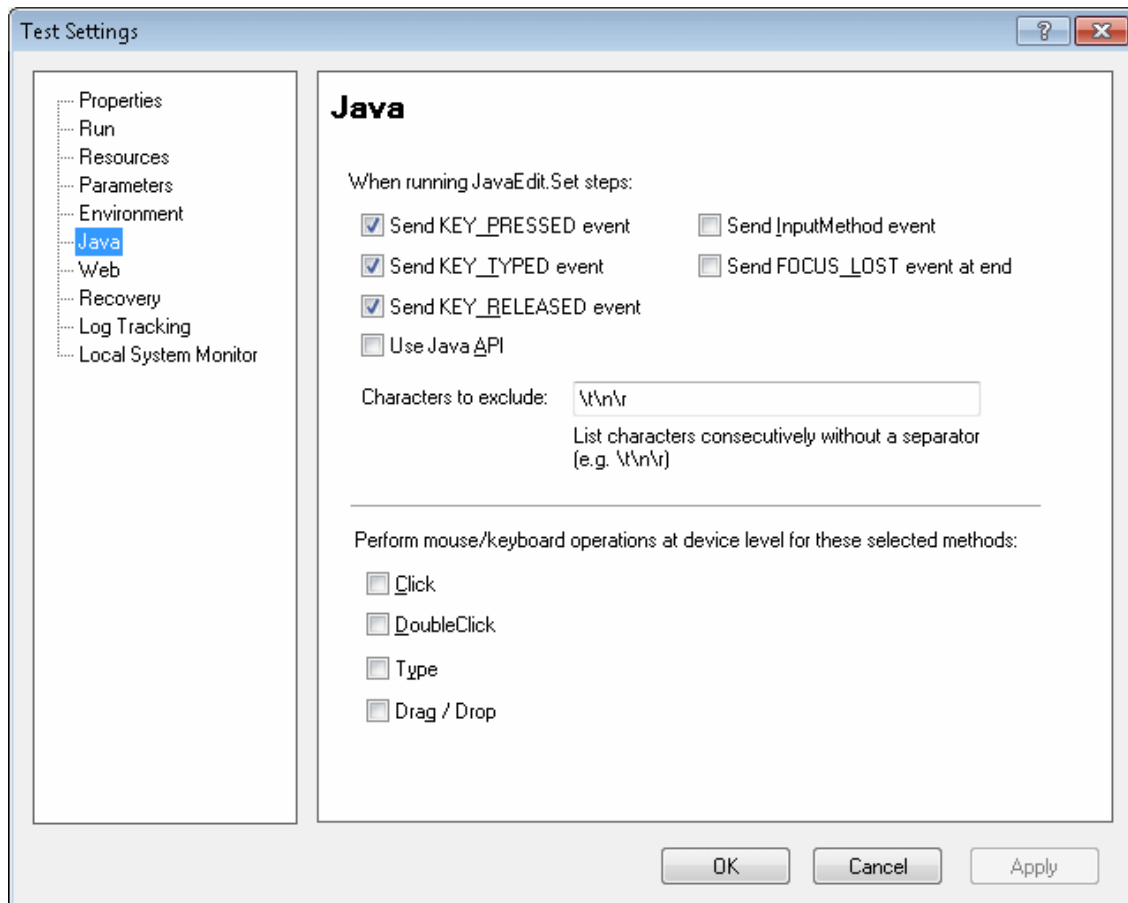 Test Settings
Properties
Run
Resources
Parameters
Environment
Java
Web
Recovery
Log Tracking
Local System Monitor
Java
When running JavaEdit.Set steps:
Send KEY_PRESSED event
Send InputMethod event
Send KEY_TYPED event
Send FOCUS_LOST event at end
Send KEY_RELEASED event
Use Java API
Characters to exclude: \t\n\r
List characters consecutively without a separator
(e.g. \t\n\r)
Perform mouse/keyboard operations at device level for these selected methods:
Click
DoubleClick
Type
Drag / Drop
OK Cancel Apply